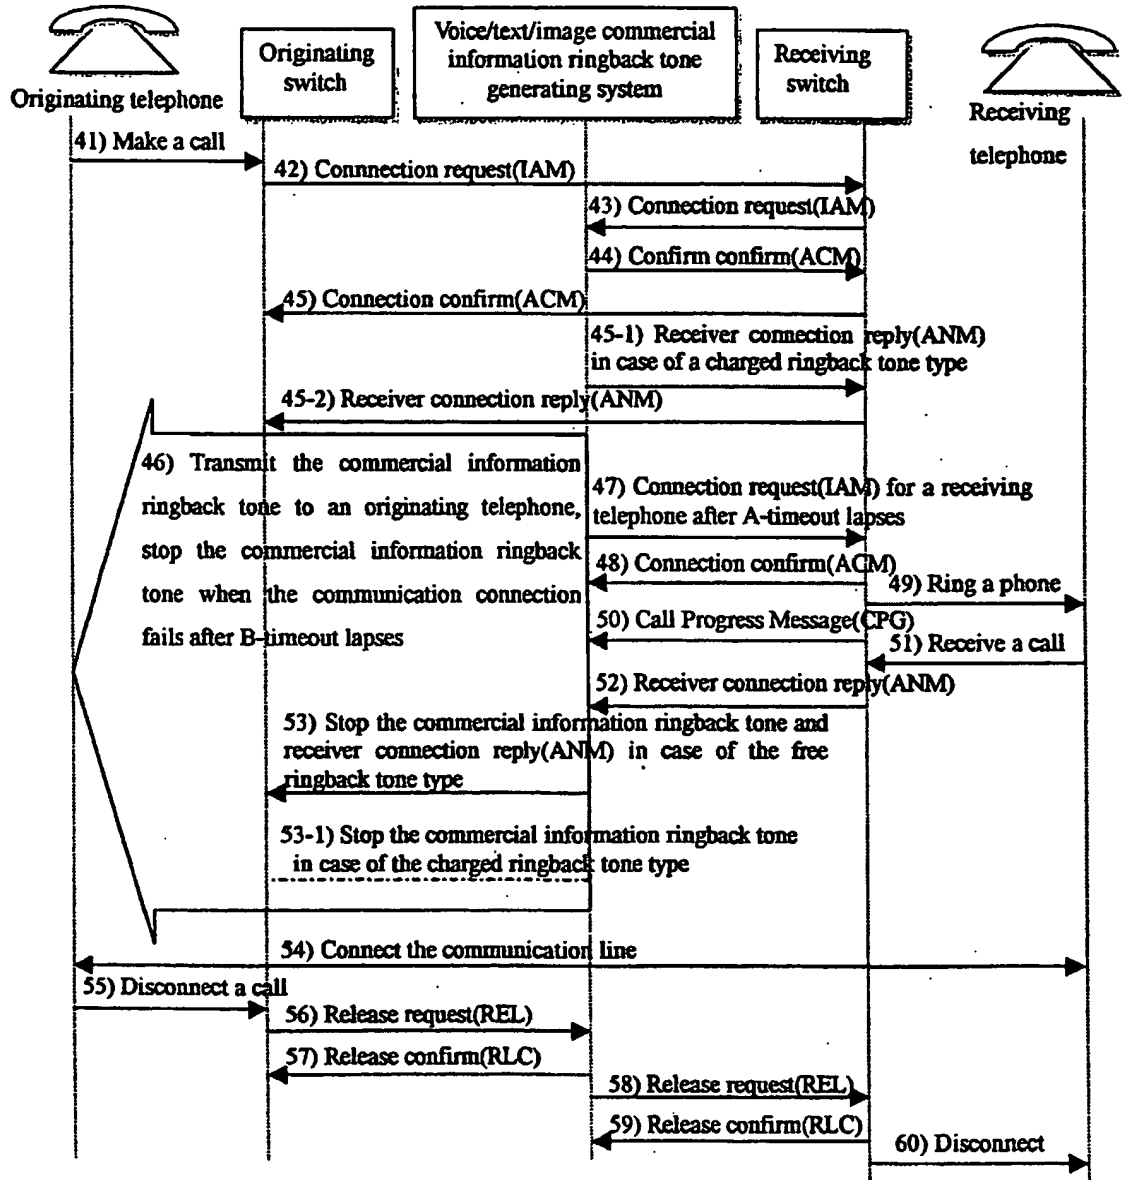 Originating telephone
Originating
switch
Voice/text/image commercial
information ringback tone
generating system
Receiving
switch
Receiving
telephone
41) Make a call
42) Connnection request(IAM)
43) Connection request(IAM)
44) Confirm confirm(ACM)
45) Connection confirm(ACM)
45-1) Receiver connection reply(ANM)
in case of a charged ringback tone type
45-2) Receiver connection reply(ANM)
46) Transmit the commercial information
ringback tone to an originating telephone,
stop the commercial information ringback
tone when the communication connection
fails after B-timeout lapses
47) Connection request(IAM) for a receiving
telephone after A-timeout lapses
48) Connection confirm(ACM)
49) Ring a phone
50) Call Progress Message(CPG)
51) Receive a call
52) Receiver connection reply(ANM)
53) Stop the commercial information ringback tone and
receiver connection reply(ANM) in case of the free
ringback tone type
53-1) Stop the commercial information ringback tone
in case of the charged ringback tone type
54) Connect the communication line
55) Disconnect a call
56) Release request(REL)
57) Release confirm(RLC)
58) Release request(REL)
59) Release confirm(RLC)
60) Disconnect